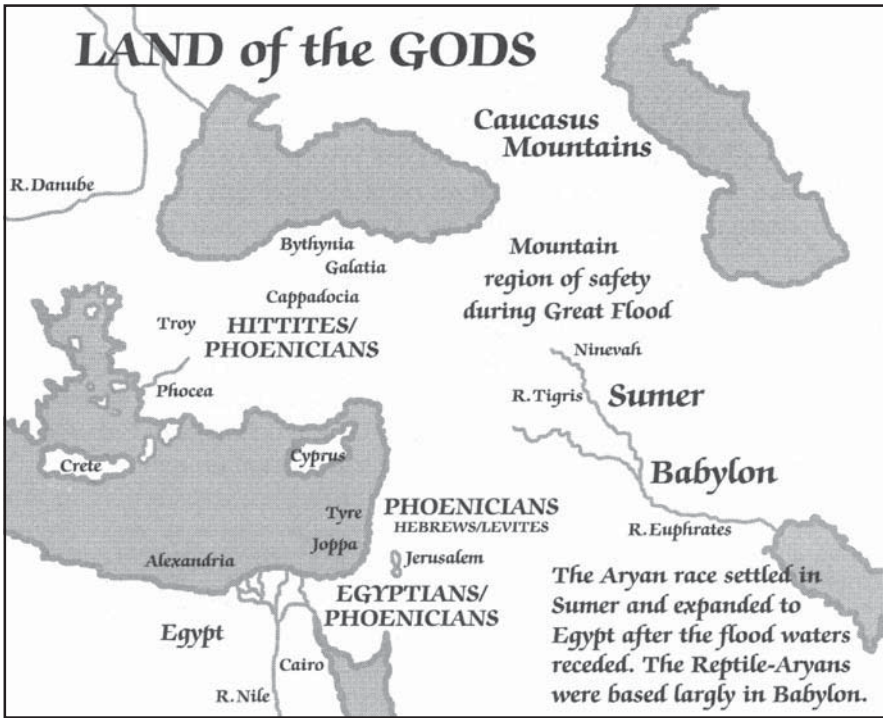 LAND of the GODS
Caucasus
Mountains
R. Danube
Bythynia
Galatia
Cappadocia
Mountain
region of safety
during Great Flood
Troy
HITTITES/
PHOENICIANS
Phocea
Ninevah
R. Tigris
Sumer
Crete
Cyprus
Babylon
Tyre
PHOENICIANS
HEBREWS/LEVITES
R. Euphrates
Joppa
Jerusalem
Alexandria
EGYPTIANS/
PHOENICIANS
Egypt
Cairo
R. Nile
The Aryan race settled in
Sumer and expanded to
Egypt after the flood waters
receded. The Reptile-Aryans
were based largely in Babylon.